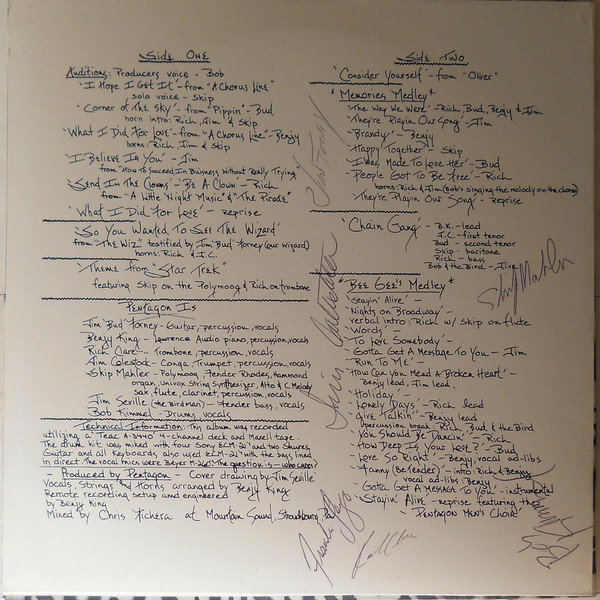 Side One
Auditions: Producers voice - Bob
'I Hope I Get It' - from "A Chorus Line"
solo voice - Skip
'Corner of the Sky' - from "Pippin" - Bud
horn intro: Rich, Jim & Skip
'What I Did For Love' - from "A Chorus Line" - Benjy
horns: Rich, Jim & Skip
'I Believe In You' - Jim
from "How To Succeed In Buisness Without Really Trying"
'Send In The Clowns' - 'Be A Clown' - Rich
from "A Little Night Music" & "The Pirate"
'What I Did For Love' - Reprise
'So You Wanted To See The Wizard'
from "The Wiz" testified by Jim 'Bud' Forney (our wizard)
horns: Rich & J.C.
'Theme From "Star Trek"'
featuring Skip on the Polymoog & Rich on trombone
Pentagon Is
Jim 'Bud' Forney - Guitar, percussion, vocals
Benjy King - Lawrence Audio piano, percussion, vocals
Rich Clare - Trombone, percussion, vocals
Jim Colestock - Conga, Trumpet, percussion, vocals
Skip Mahler - Polymoog, Fender Rhodes, Hammond
organ, Univox String Synthesizer, Alto & C Melody
sax, flute, clarinet, percussion, vocals
Jim Seville (the Birdman) - Fender bass, vocals
Bob Kimmel - Drums, vocals
Technical Information: This album was recorded
utilizing a Teac A-3440 4-channel deck and Maxell tape.
The drum kit was miked with four Sony ECM-21's and two Shures.
Guitar and all Keyboards also used ECM-21's with the bass lined
in direct. The vocal mics were Beyer M-260. The question is - who cares?
- Produced by Pentagon - Cover drawing by Jim Seville
Vocals, Strings and Horns arranged by Benjy King
Remote recording setup and engineered
by Benjy King
Mixed by Chris Fichera at Mountain Sound, Stroudsburg, Pa
Side Two
'Consider Yourself' - from "Oliver"
"Memories Medley"
'The Way We Were' - Rich, Bud, Benjy & Jim
'They're Playin Our Song' - Jim
'Brandy' - Benjy
'Happy Together' - Skip
'I Was Made To Love Her' - Bud
'People Got To Be Free' - Rich
horns: Rich & Jim (Bob's singing the melody on the chorus)
'They're Playin Our Song' - reprise
'Chain Gang' - B.K. - lead
J.C. - first tenor
Bud - second tenor
Skip - baritone
Rich - bass
Bob & the Bird - Jive
"Bee Gee's Medley"
'Stayin' Alive' -
'Nights on Broadway' -
verbal intro: Rich w/ Skip on flute
'Words' -
'To Love Somebody' -
'Gotta Get A Message To You' - Jim
'Run To Me' -
'How Can You Mend A Broken Heart' -
Benjy lead, Jim lead.
'Holiday' -
'Lonely Days' - Rich lead
'Jive Talkin'' - Benjy lead
percussion break - Rich, Bud & the Bird
'You Should Be Dancin'' - Rich
'How Deep Is Your Love?' - Bud
'Love So Right' - Benjy, vocal ad-libs
'Fanny (Be Tender)' - intro: Rich & Benjy
vocal ad-libs: Benjy
'Gotta Get A Message To You' - instrumental
'Stayin' Alive' - reprise featuring the
Pentagon Men's Choir
Skip Mahler